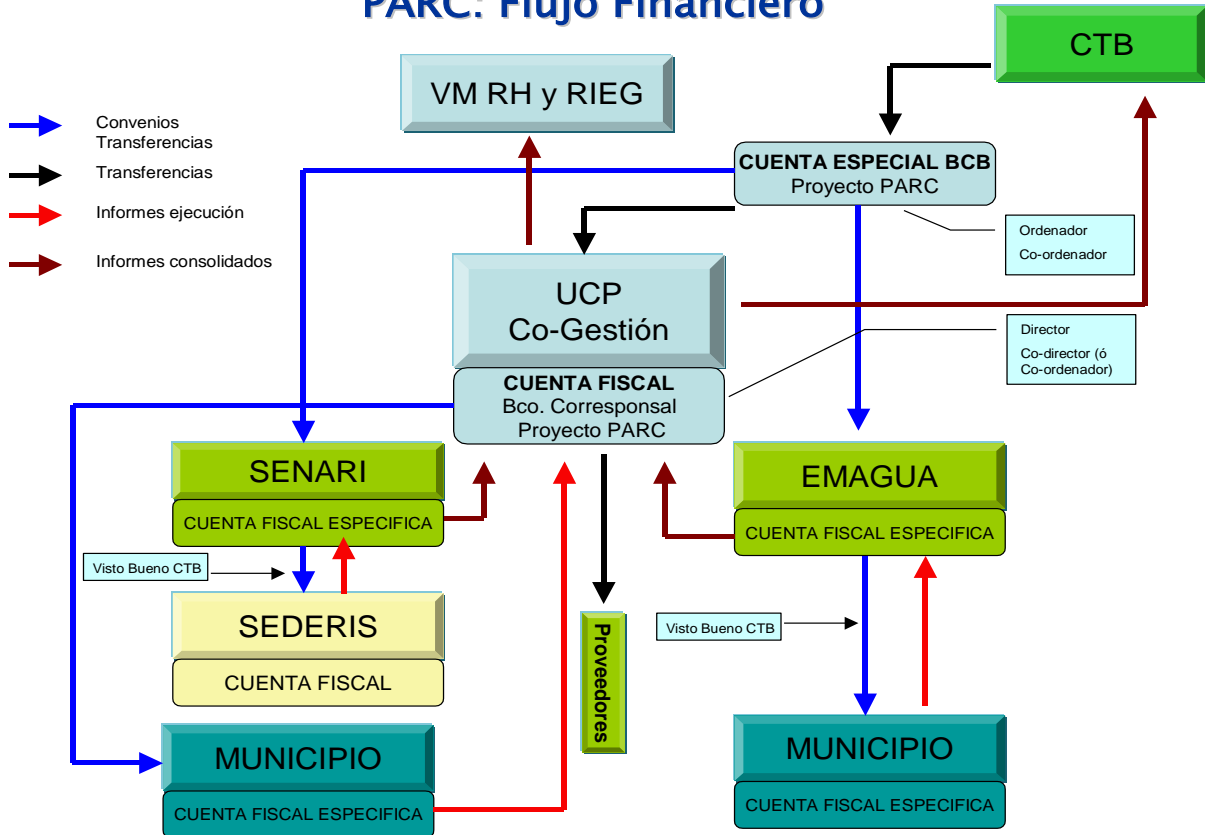 PARC: Flujo Financiero
CTB
VM RH y RIEG
Convenios
Transferencias
Transferencias
Informes ejecución
Informes consolidados
CUENTA ESPECIAL BCB
Proyecto PARC
Ordenador
Co-ordenador
UCP
Co-Gestión
Director
Co-director (ó
Co-ordenador)
CUENTA FISCAL
Bco. Corresponsal
Proyecto PARC
SENARI
CUENTA FISCAL ESPECIFICA
EMAGUA
CUENTA FISCAL ESPECIFICA
Visto Bueno CTB
SEDERIS
CUENTA FISCAL
Proveedores
Visto Bueno CTB
MUNICIPIO
CUENTA FISCAL ESPECIFICA
MUNICIPIO
CUENTA FISCAL ESPECIFICA